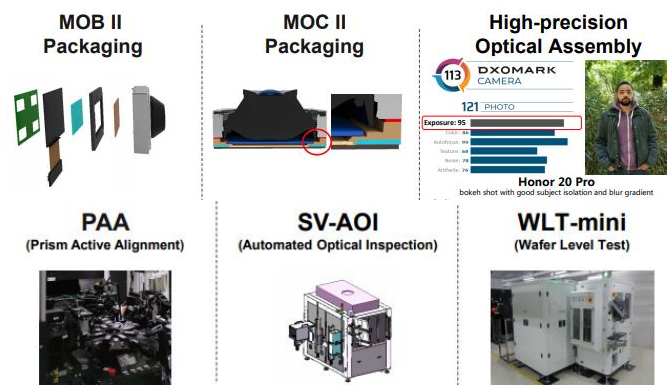 MOB II
Packaging
MOC II
Packaging
High-precision
Optical Assembly
113
DXOMARK
CAMERA
121 PHOTO
Exposure: 95
Color: 86
Autofocus: 99
Texture: 68
Noise: 78
Artifacts: 76
Honor 20 Pro
bokeh shot with good subject isolation and blur gradient
PAA
(Prism Active Alignment)
SV-AOI
(Automated Optical Inspection)
WLT-mini
(Wafer Level Test)